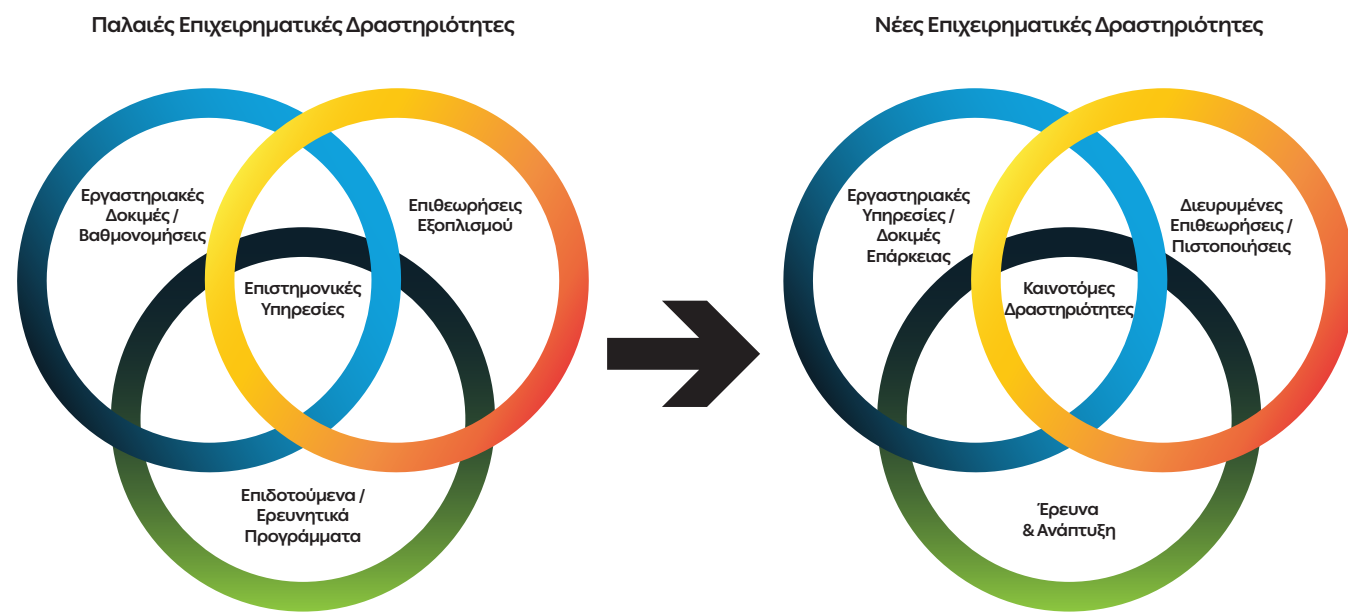 Παλαιές Επιχειρηματικές Δραστηριότητες
Εργαστηριακές
Δοκιμές /
Βαθμονομήσεις
Επιθεωρήσεις
Εξοπλισμού
Επιστημονικές
Υπηρεσίες
Επιδοτούμενα /
Ερευνητικά
Προγράμματα
Νέες Επιχειρηματικές Δραστηριότητες
Εργαστηριακές
Υπηρεσίες /
Δοκιμές
Επάρκειας
Διευρυμένες
Επιθεωρήσεις /
Πιστοποιήσεις
Καινοτόμες
Δραστηριότητες
Έρευνα
& Ανάπτυξη